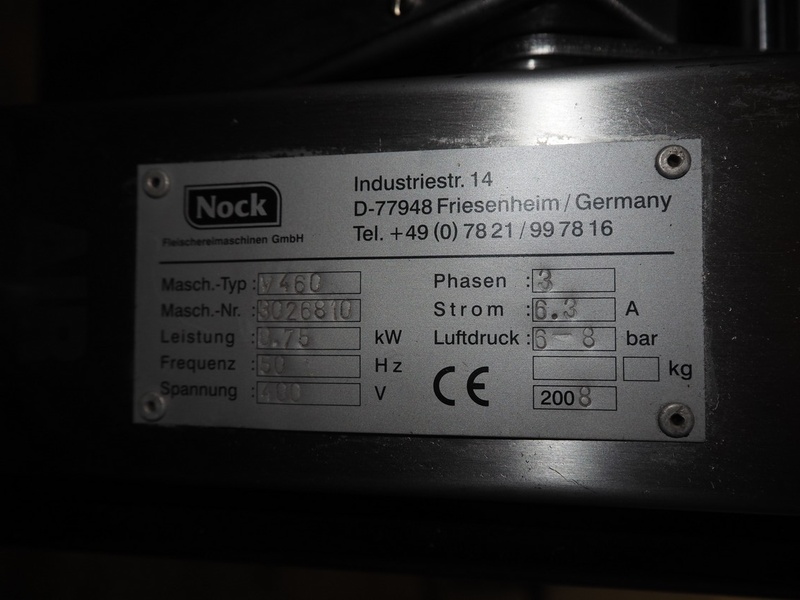 Nock
Fleischereimaschinen GmbH
Industriestr. 14
D-77948 Friesenheim / Germany
Tel. +49 (0) 78 21 / 99 78 16
Masch.-Typ : V460
Masch.-Nr. : 3026810
Leistung : 0.75 kW
Frequenz : 50 Hz
Spannung : 400 V
Phasen : 3
Strom : 6.3 A
Luftdruck : 6-8 bar
kg
CE
2008